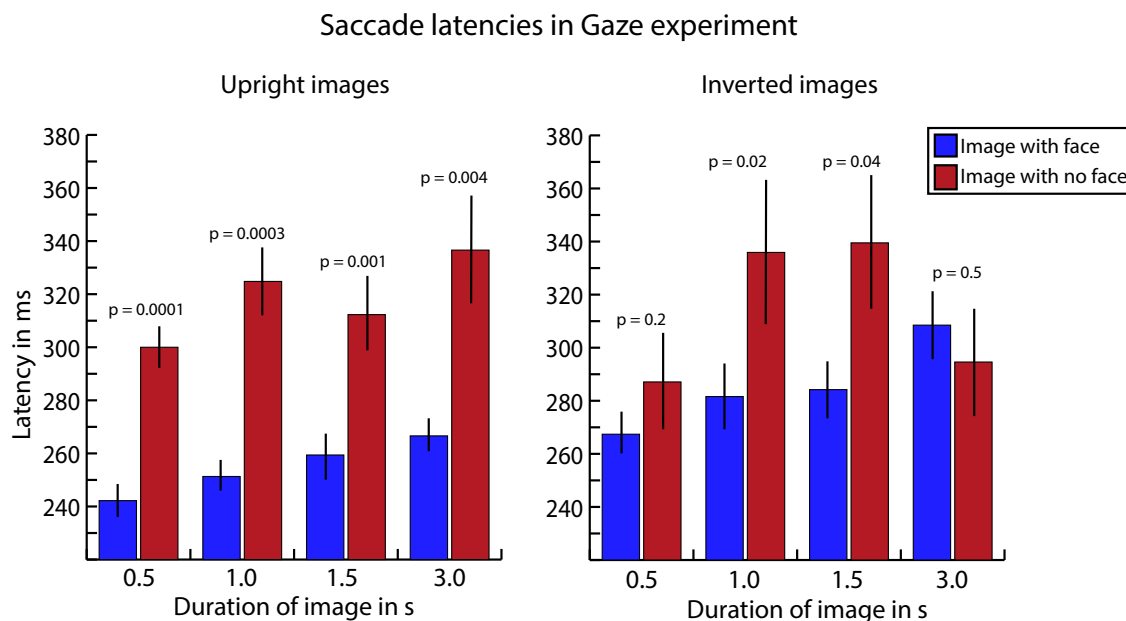 Saccade latencies in Gaze experiment
Upright images
Inverted images
Image with face
Image with no face
Latency in ms
380
360
340
320
300
280
260
240
p = 0.0001
p = 0.0003
p = 0.001
p = 0.004
0.5
1.0
1.5
3.0
Duration of image in s
380
360
340
320
300
280
260
240
p = 0.2
p = 0.02
p = 0.04
p = 0.5
0.5
1.0
1.5
3.0
Duration of image in s